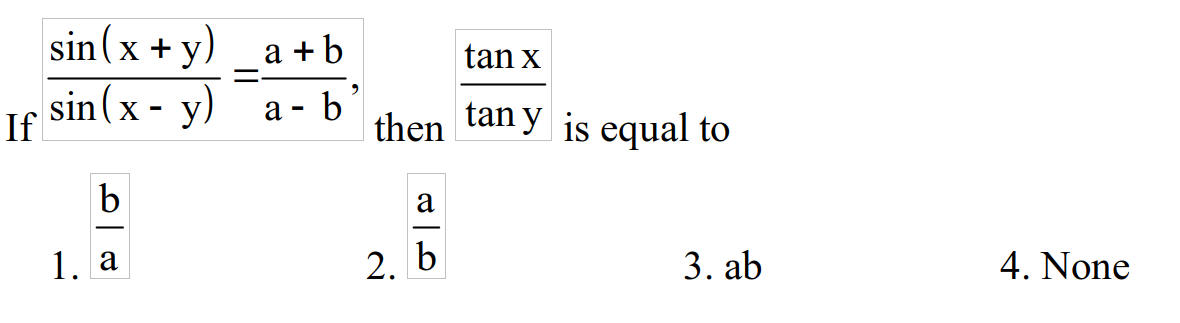 If sin(x + y)/sin(x - y) = a + b/a - b, then tan x/tan y is equal to
1. b/a 2. a/b 3. ab 4. None